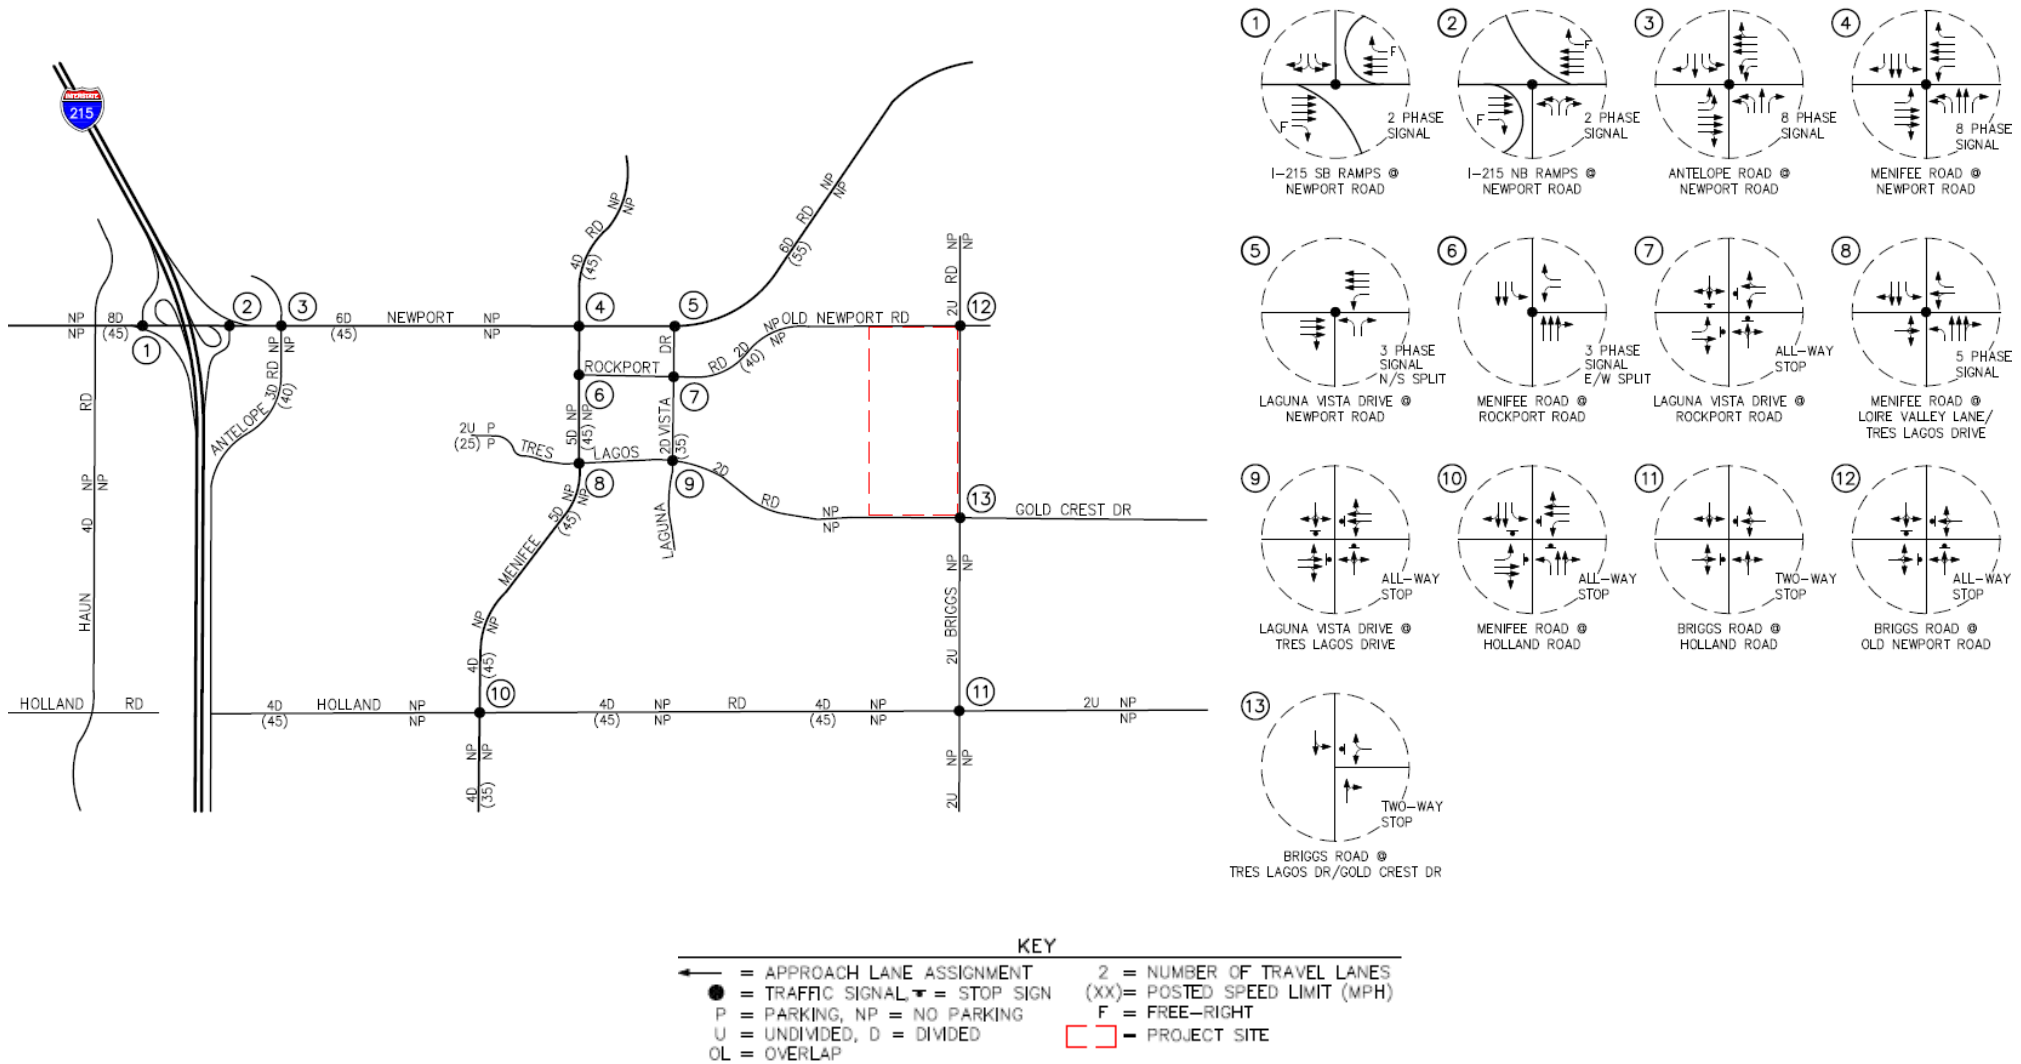 INTERSTATE
215
HAUN
4D
NP
NP
RD
NP
NP
8D
(45)
1
2
3
6D
(45)
NEWPORT
NP
NP
ANTELOPE 3D RD NP
(40)
NP
4D RD NP
(45) NP
4
5
6D RD NP
(55) NP
OLD NEWPORT RD
2U RD NP
NP
12
ROCKPORT
DR
RD 2D NP
(40) NP
6
7
5D NP
(45) NP
2D VISTA
(35)
2U P
(25) P
TRES
LAGOS
2D
RD
NP
NP
8
9
LAGUNA
13
GOLD CREST DR
MENIFEE
5D NP
(45) NP
NP
NP
4D
(45)
2U BRIGGS NP
NP
HOLLAND RD
4D
(45)
HOLLAND
NP
NP
10
4D
(45)
NP
NP
RD
4D
(45)
NP
NP
11
2U NP
NP
4D NP
(35) NP
2U NP
NP
1
F
F
2 PHASE
SIGNAL
I-215 SB RAMPS @
NEWPORT ROAD
2
F
F
2 PHASE
SIGNAL
I-215 NB RAMPS @
NEWPORT ROAD
3
8 PHASE
SIGNAL
ANTELOPE ROAD @
NEWPORT ROAD
4
8 PHASE
SIGNAL
MENIFEE ROAD @
NEWPORT ROAD
5
3 PHASE
SIGNAL
N/S SPLIT
LAGUNA VISTA DRIVE @
NEWPORT ROAD
6
3 PHASE
SIGNAL
E/W SPLIT
MENIFEE ROAD @
ROCKPORT ROAD
7
ALL-WAY
STOP
LAGUNA VISTA DRIVE @
ROCKPORT ROAD
8
5 PHASE
SIGNAL
MENIFEE ROAD @
LOIRE VALLEY LANE/
TRES LAGOS DRIVE
9
ALL-WAY
STOP
LAGUNA VISTA DRIVE @
TRES LAGOS DRIVE
10
ALL-WAY
STOP
MENIFEE ROAD @
HOLLAND ROAD
11
TWO-WAY
STOP
BRIGGS ROAD @
HOLLAND ROAD
12
ALL-WAY
STOP
BRIGGS ROAD @
OLD NEWPORT ROAD
13
TWO-WAY
STOP
BRIGGS ROAD @
TRES LAGOS DR/GOLD CREST DR
KEY
= APPROACH LANE ASSIGNMENT
= TRAFFIC SIGNAL, = STOP SIGN
P = PARKING, NP = NO PARKING
U = UNDIVIDED, D = DIVIDED
OL = OVERLAP
2 = NUMBER OF TRAVEL LANES
(XX)= POSTED SPEED LIMIT (MPH)
F = FREE-RIGHT
= PROJECT SITE